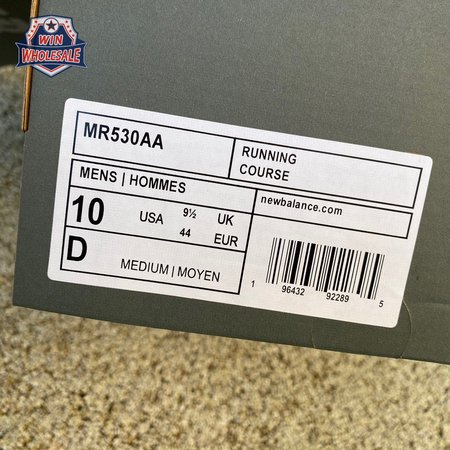 WIN
WHOLESALE
MR530AA
RUNNING
COURSE
MENS | HOMMES
newbalance.com
10 USA 9½ UK
44 EUR
D MEDIUM | MOYEN
1 96432 92289 5